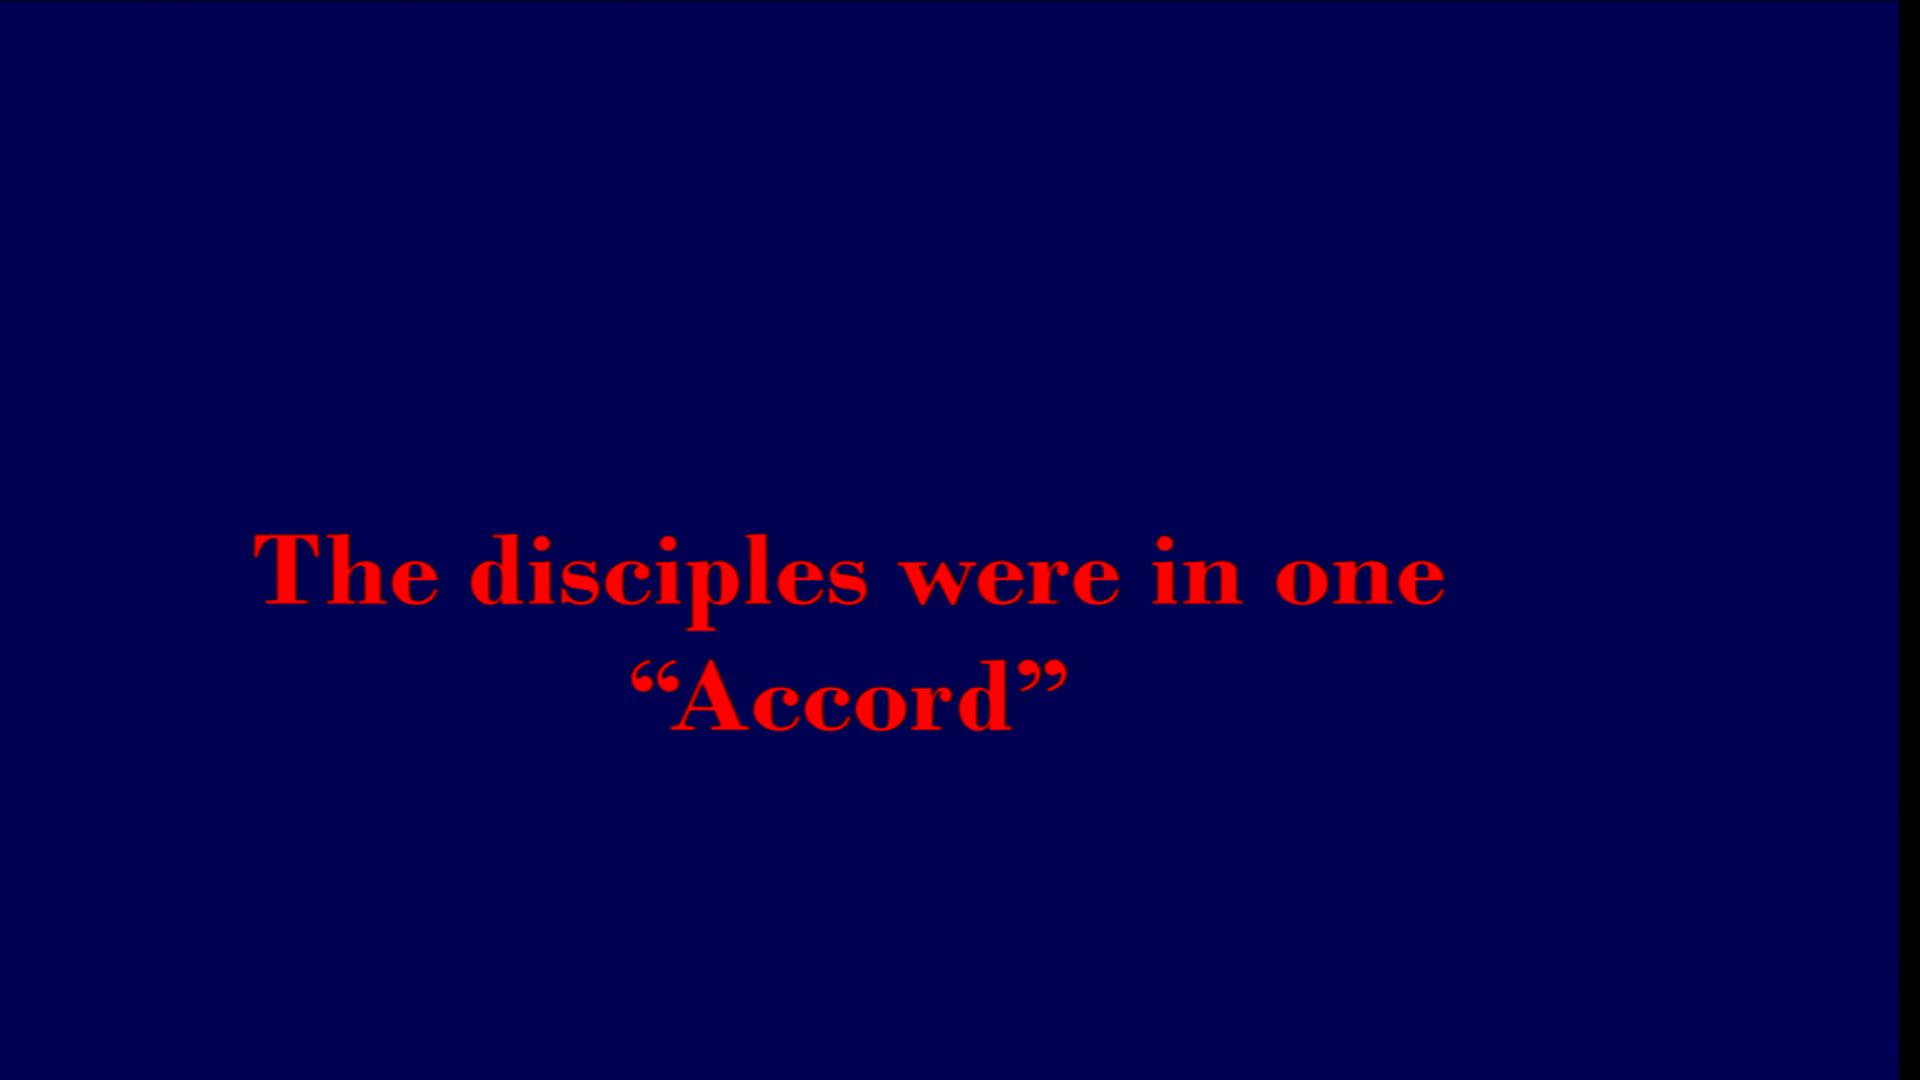 The disciples were in one
“Accord”